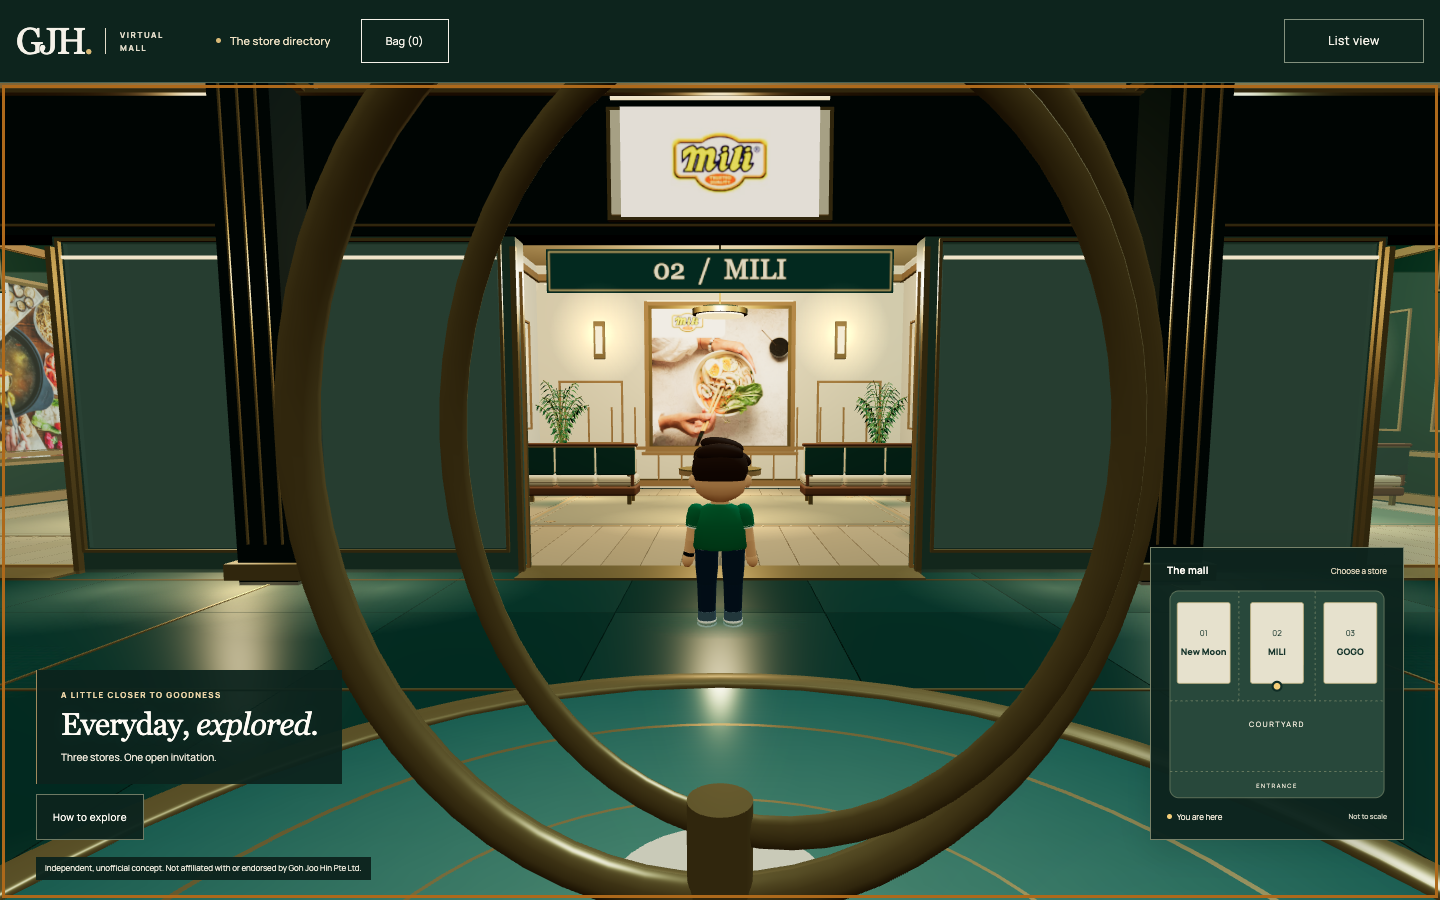 GJH.
VIRTUAL
MALL
The store directory
Bag (0)
List view
mili®
TRUSTED
QUALITY
02 / MILI
mili
The mall
Choose a store
01
New Moon
02
MILI
03
GOGO
COURTYARD
ENTRANCE
You are here
Not to scale
A LITTLE CLOSER TO GOODNESS
Everyday, explored.
Three stores. One open invitation.
How to explore
Independent, unofficial concept. Not affiliated with or endorsed by Goh Joo Hin Pte Ltd.